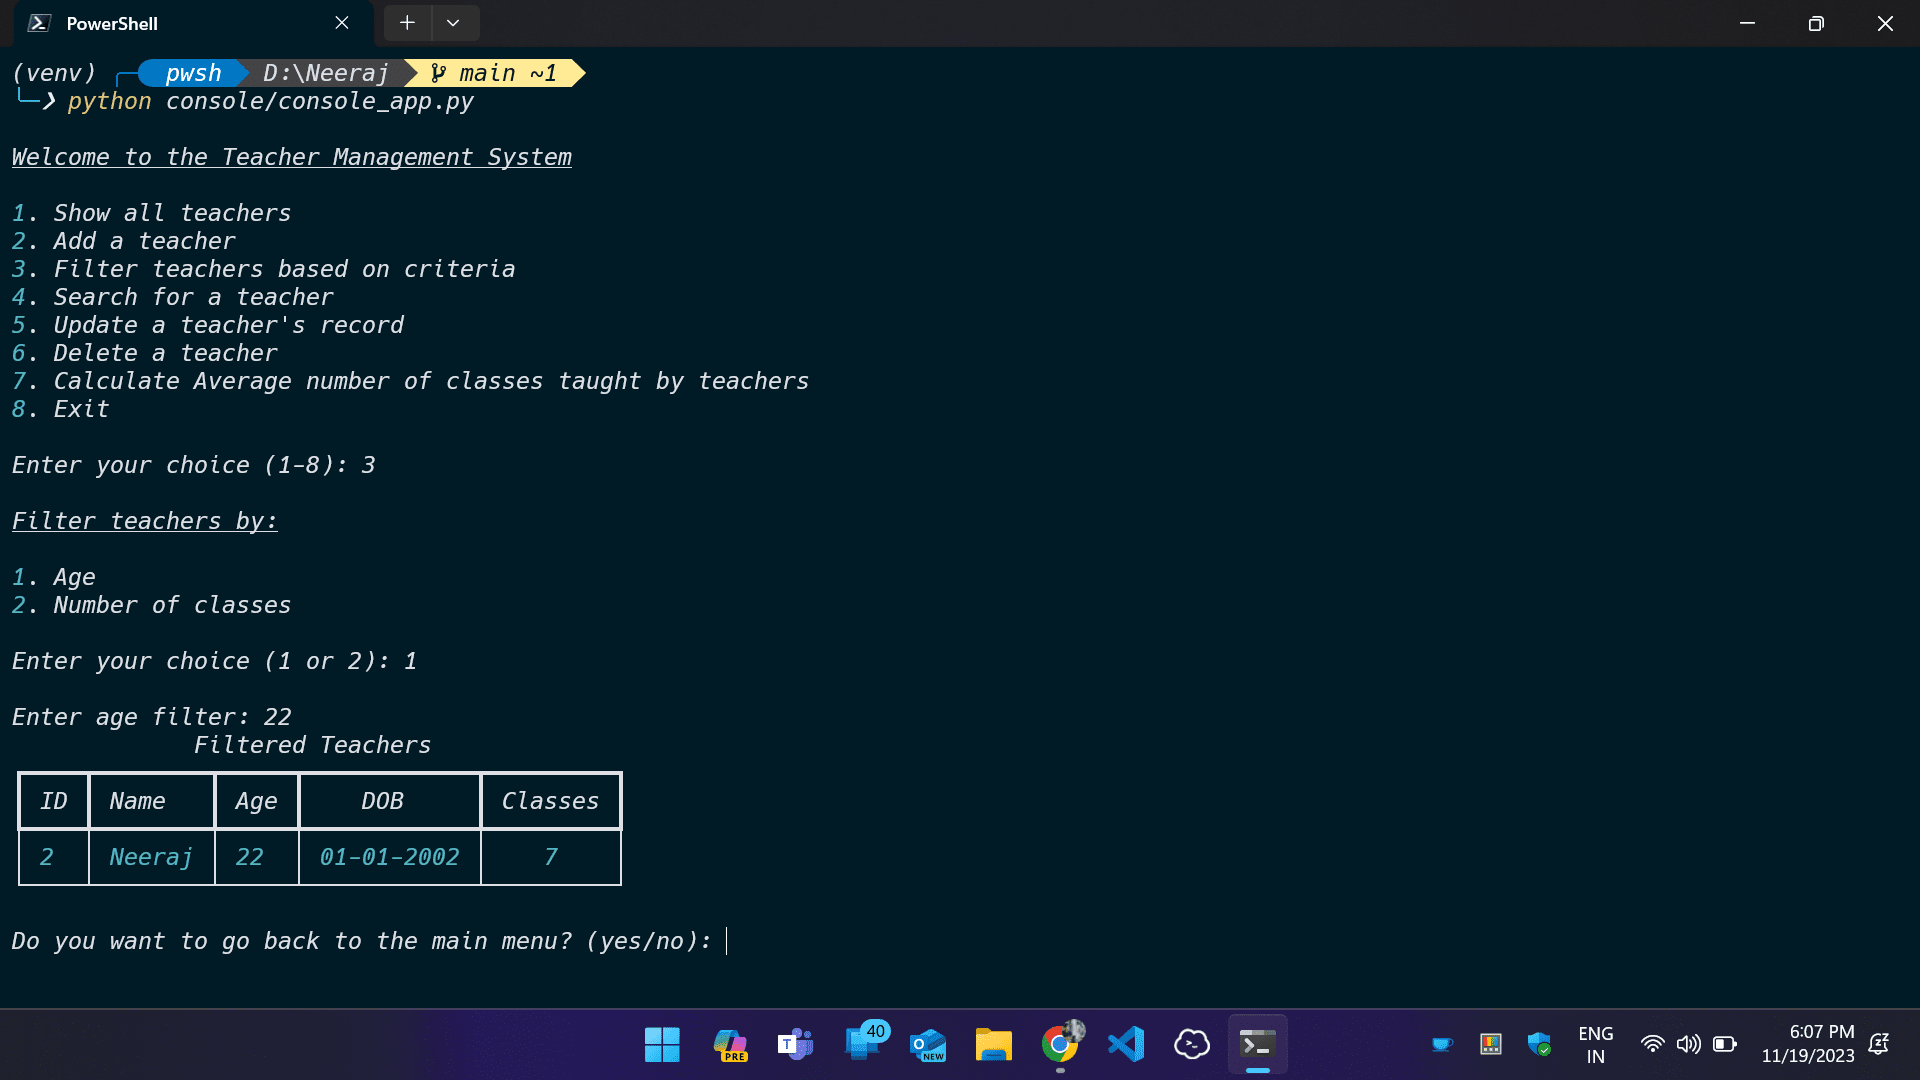 PowerShell
(venv) pwsh D:\Neeraj main ~1
❯ python console/console_app.py
Welcome to the Teacher Management System
1. Show all teachers
2. Add a teacher
3. Filter teachers based on criteria
4. Search for a teacher
5. Update a teacher's record
6. Delete a teacher
7. Calculate Average number of classes taught by teachers
8. Exit
Enter your choice (1-8): 3
Filter teachers by:
1. Age
2. Number of classes
Enter your choice (1 or 2): 1
Enter age filter: 22
Filtered Teachers
ID Name Age DOB Classes
2 Neeraj 22 01-01-2002 7
Do you want to go back to the main menu? (yes/no):
PRE
T
40
O
NEW
ENG
IN
6:07 PM
11/19/2023